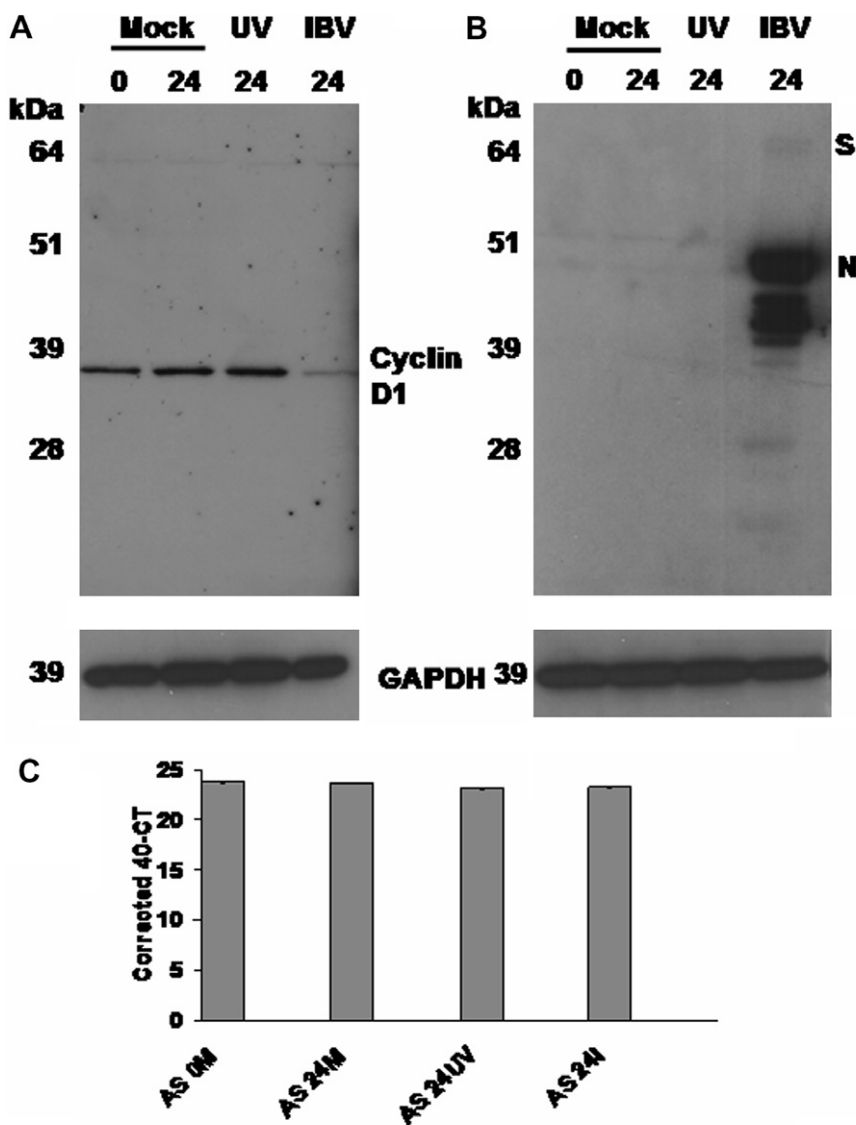 A Mock UV IBV
0 24 24 24
kDa
64
51
39
28
Cyclin
D1
39
GAPDH
B Mock UV IBV
0 24 24 24
kDa
64
51
39
28
S
N
39
C
Corrected 40-CT
25
20
15
10
5
0
AS 0M
AS 24M
AS 24UV
AS 24I